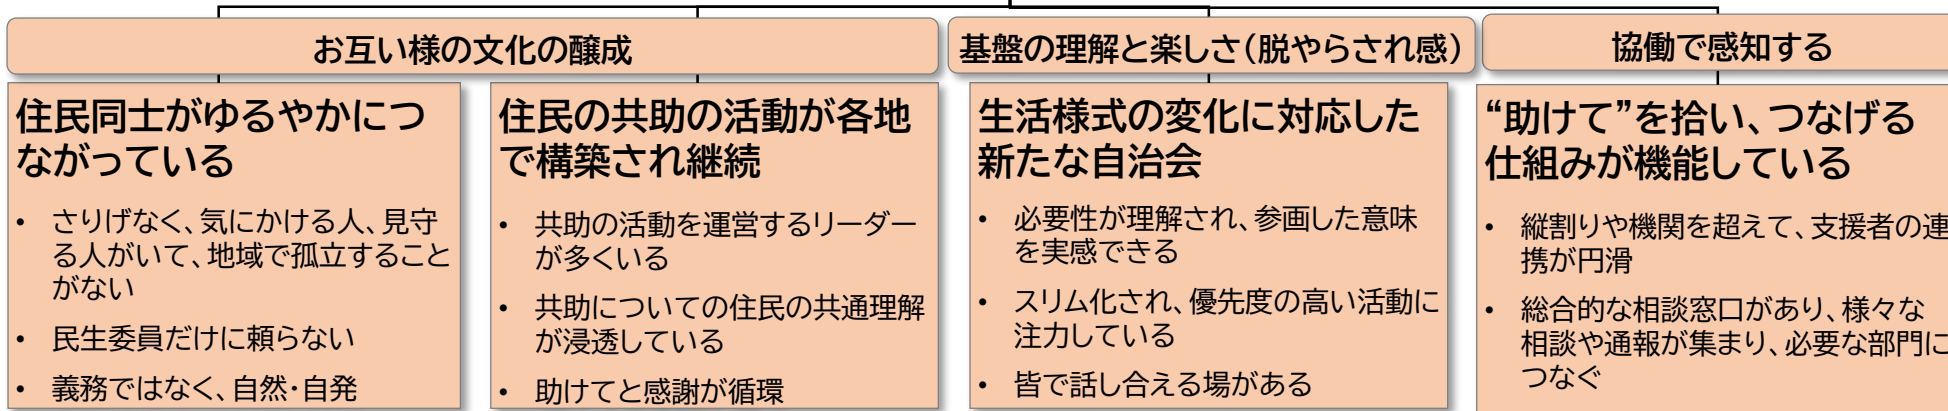 お互い様の文化の醸成
住民同士がゆるやかにつ
ながっている
• さりげなく、気にかける人、見守
る人がいて、地域で孤立すること
がない
• 民生委員だけに頼らない
• 義務ではなく、自然・自発
住民の共助の活動が各地
で構築され継続
• 共助の活動を運営するリーダー
が多くいる
• 共助についての住民の共通理解
が浸透している
• 助けてと感謝が循環
基盤の理解と楽しさ(脱やらされ感)
生活様式の変化に対応した
新たな自治会
• 必要性が理解され、参画した意味
を実感できる
• スリム化され、優先度の高い活動に
注力している
• 皆で話し合える場がある
協働で感知する
“助けて”を拾い、つなげる
仕組みが機能している
• 縦割りや機関を超えて、支援者の連
携が円滑
• 総合的な相談窓口があり、様々な
相談や通報が集まり、必要な部門に
つなぐ